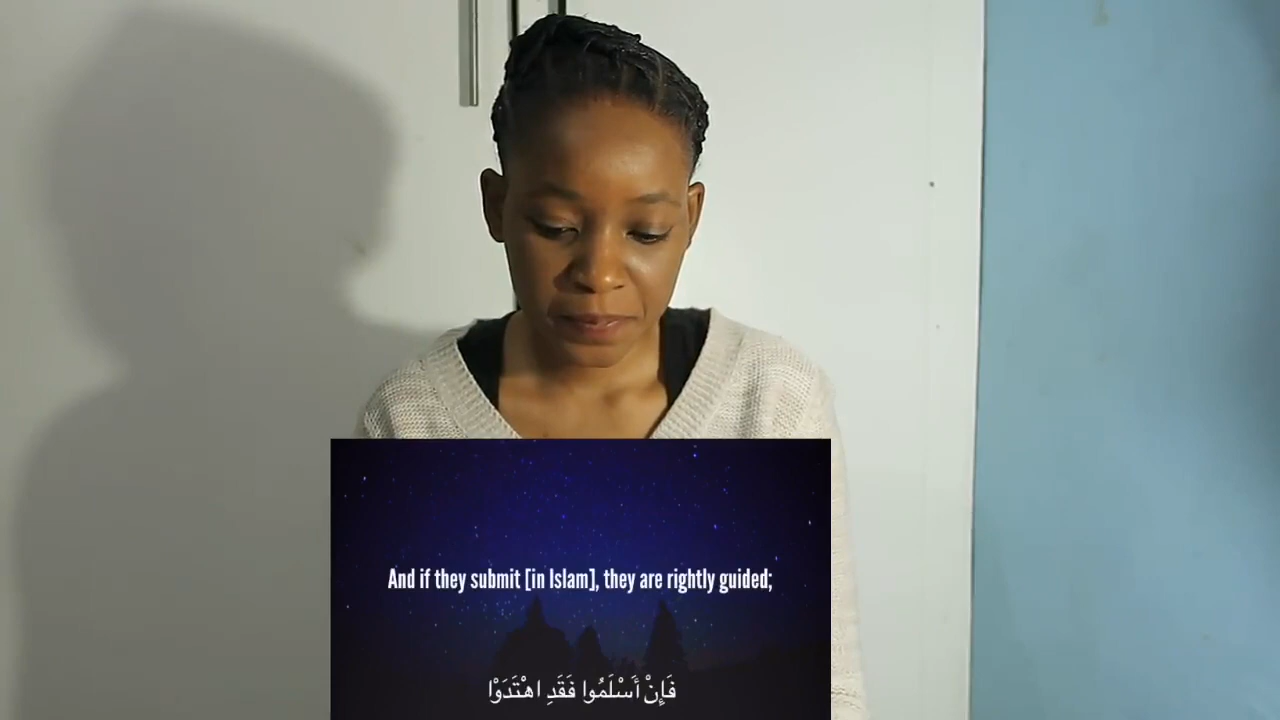 And if they submit [in Islam], they are rightly guided;
فَإِنْ أَسْلَمُوا فَقَدِ اهْتَدَوْا